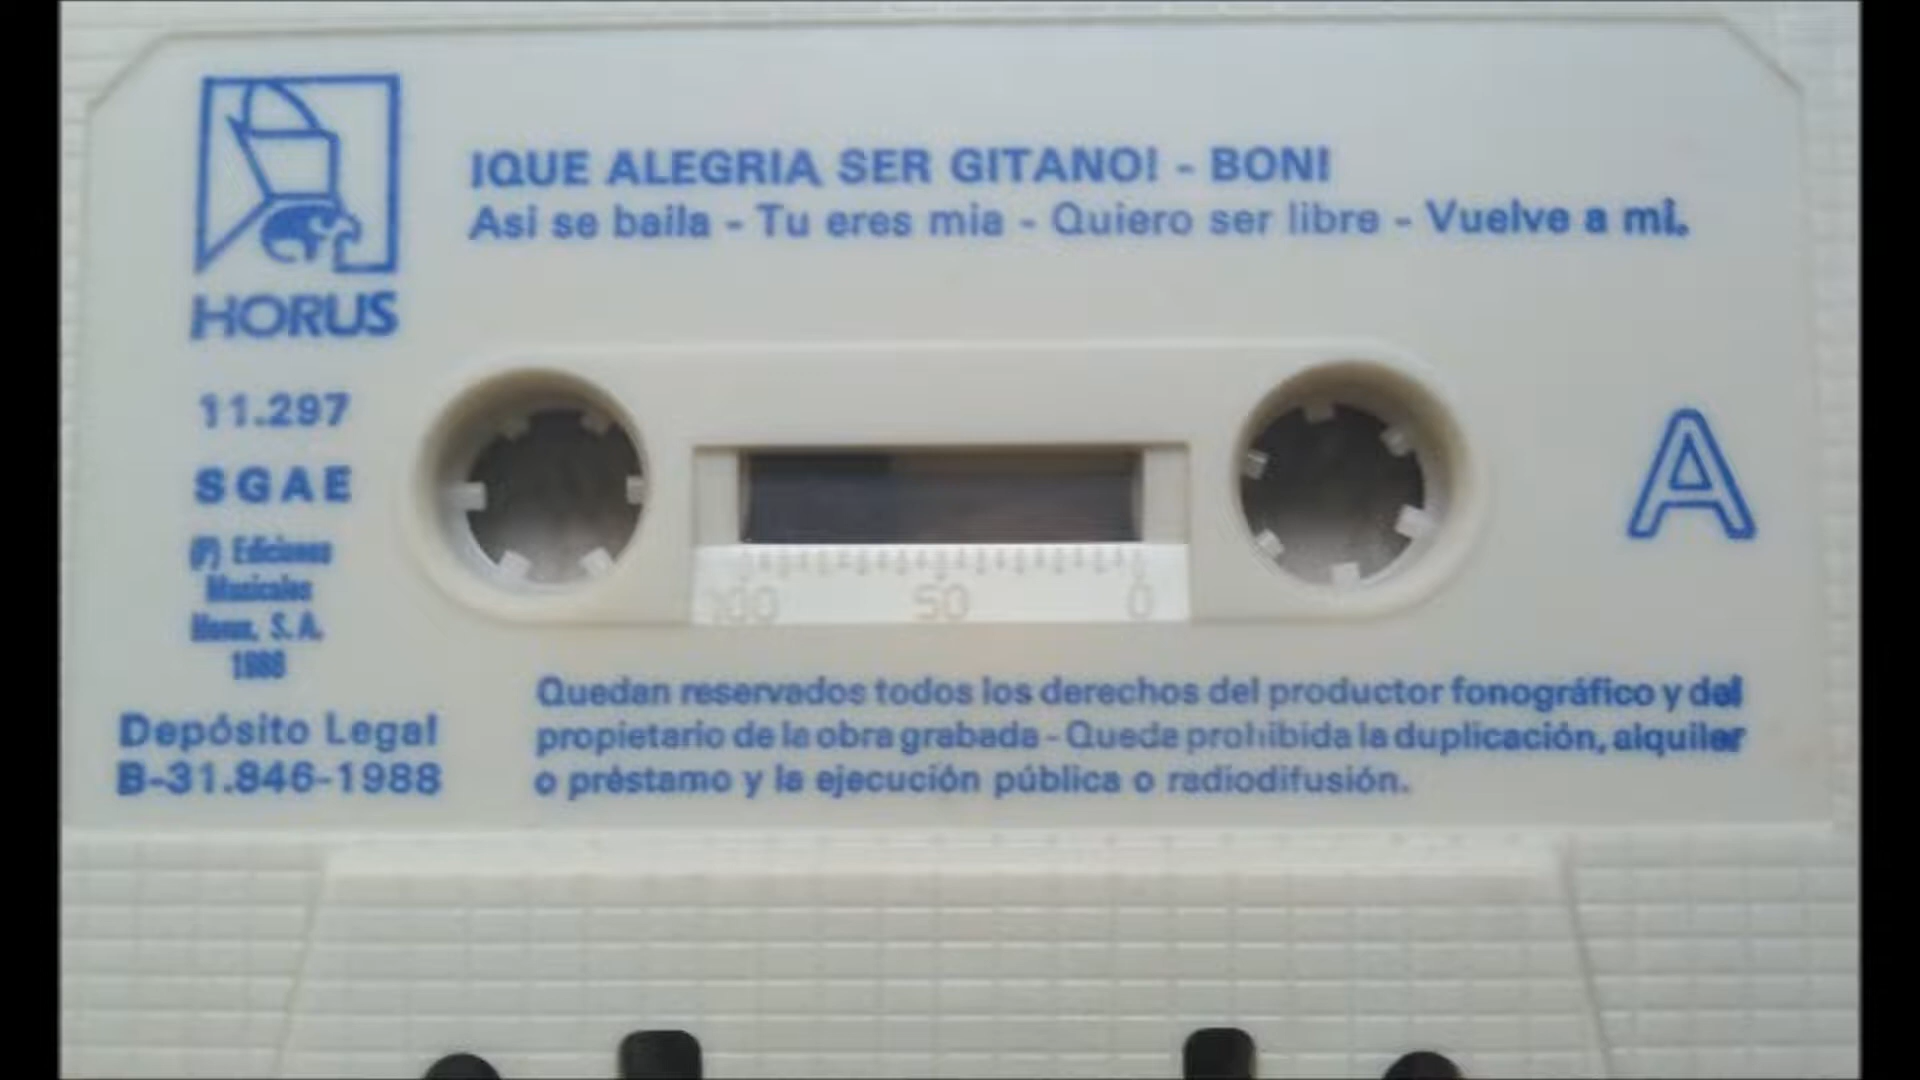 ¡QUE ALEGRIA SER GITANO! - BONI
Asi se baila - Tu eres mia - Quiero ser libre - Vuelve a mi.
HORUS
11.297
SGAE
(P) Ediciones
Musicales
Horus, S.A.
1988
Depósito Legal
B-31.846-1988
A
100 50 0
Quedan reservados todos los derechos del productor fonográfico y del
propietario de la obra grabada - Queda prohibida la duplicación, alquiler
o préstamo y la ejecución pública o radiodifusión.